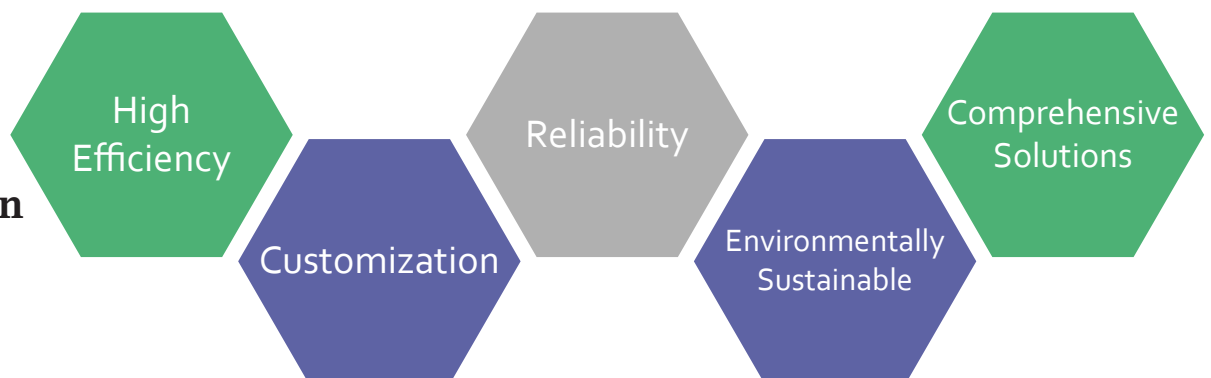 High
Efficiency
n
Customization
Reliability
Environmentally
Sustainable
Comprehensive
Solutions